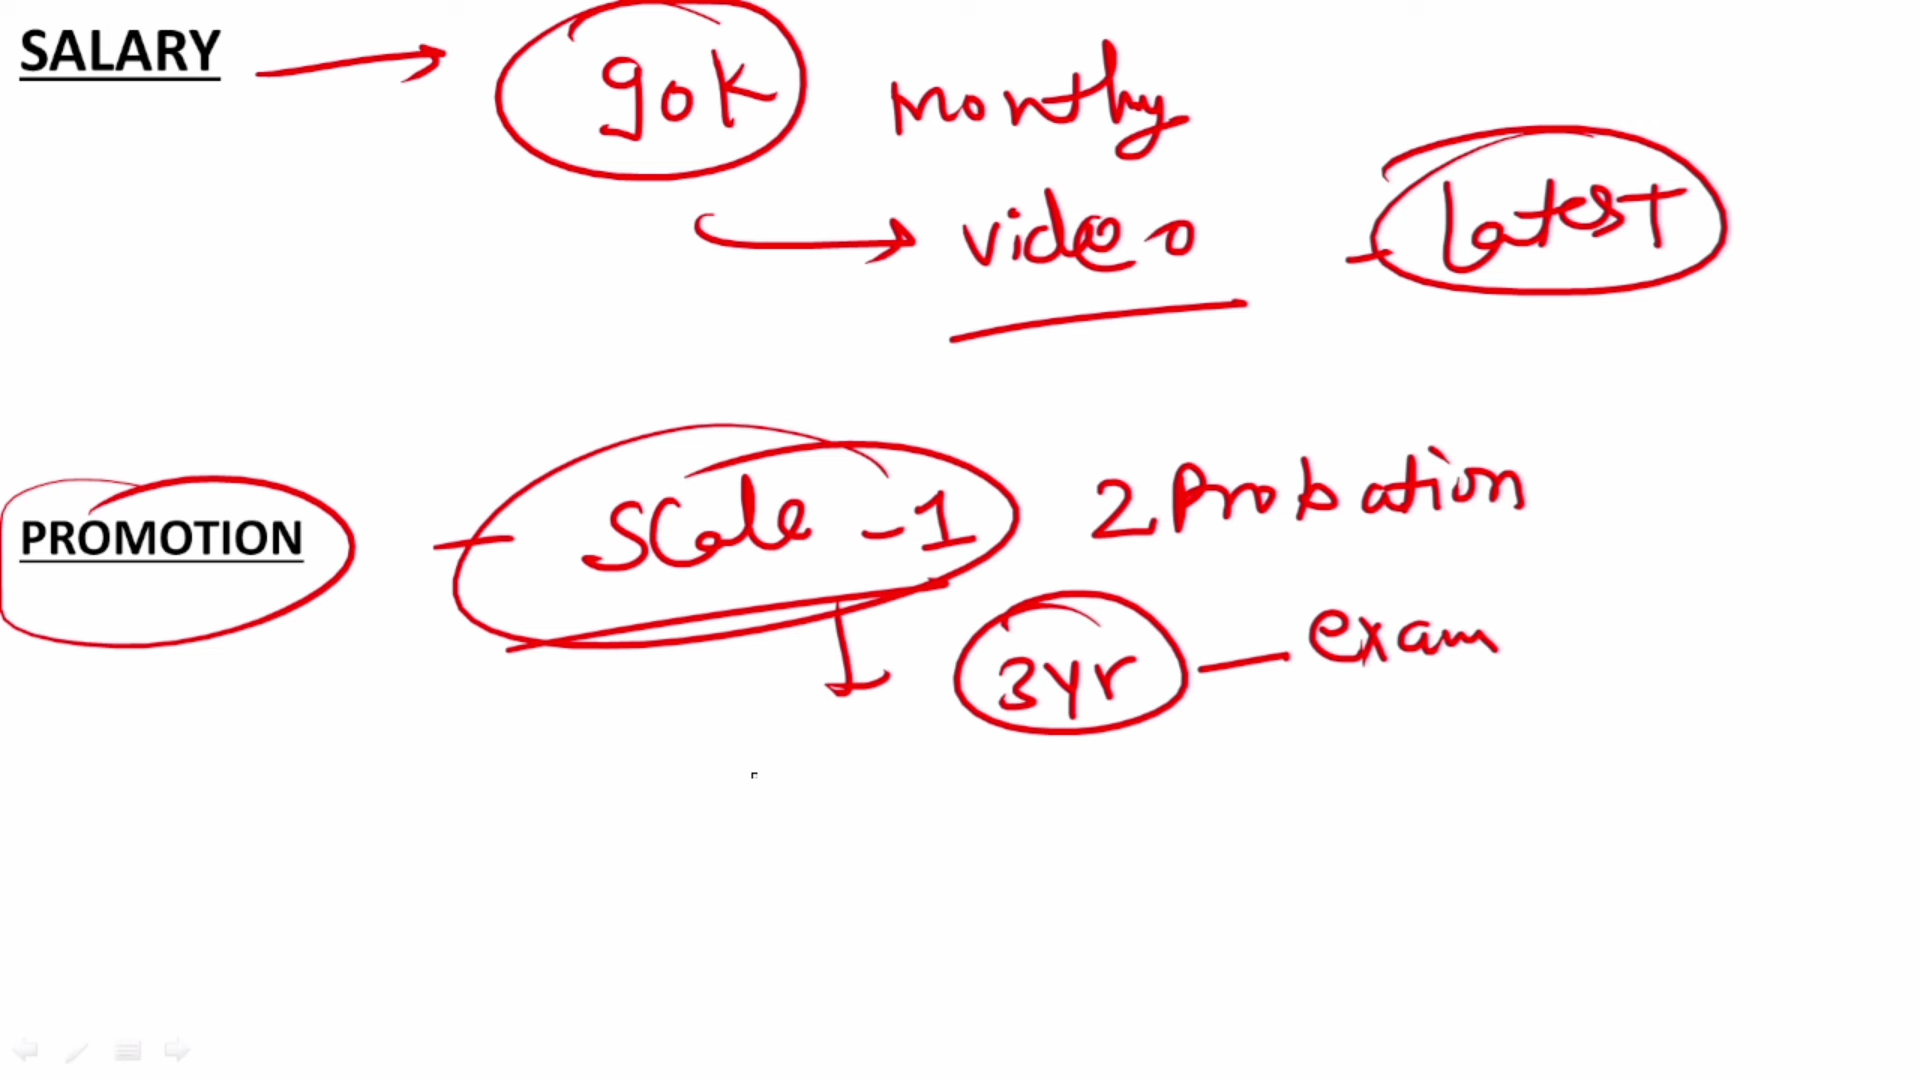 SALARY → 90K monthy
→ video - Latest
PROMOTION - Scale - 1 2 Probation
3yr - exam